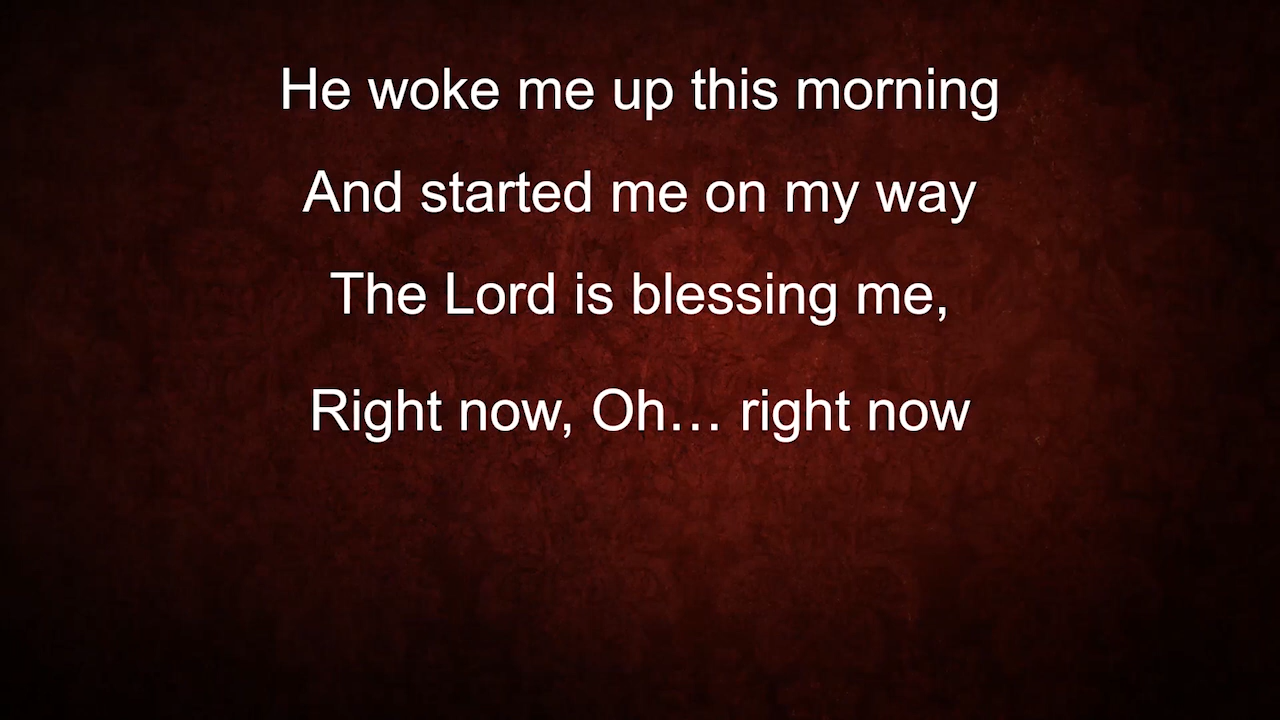 He woke me up this morning
And started me on my way
The Lord is blessing me,
Right now, Oh… right now